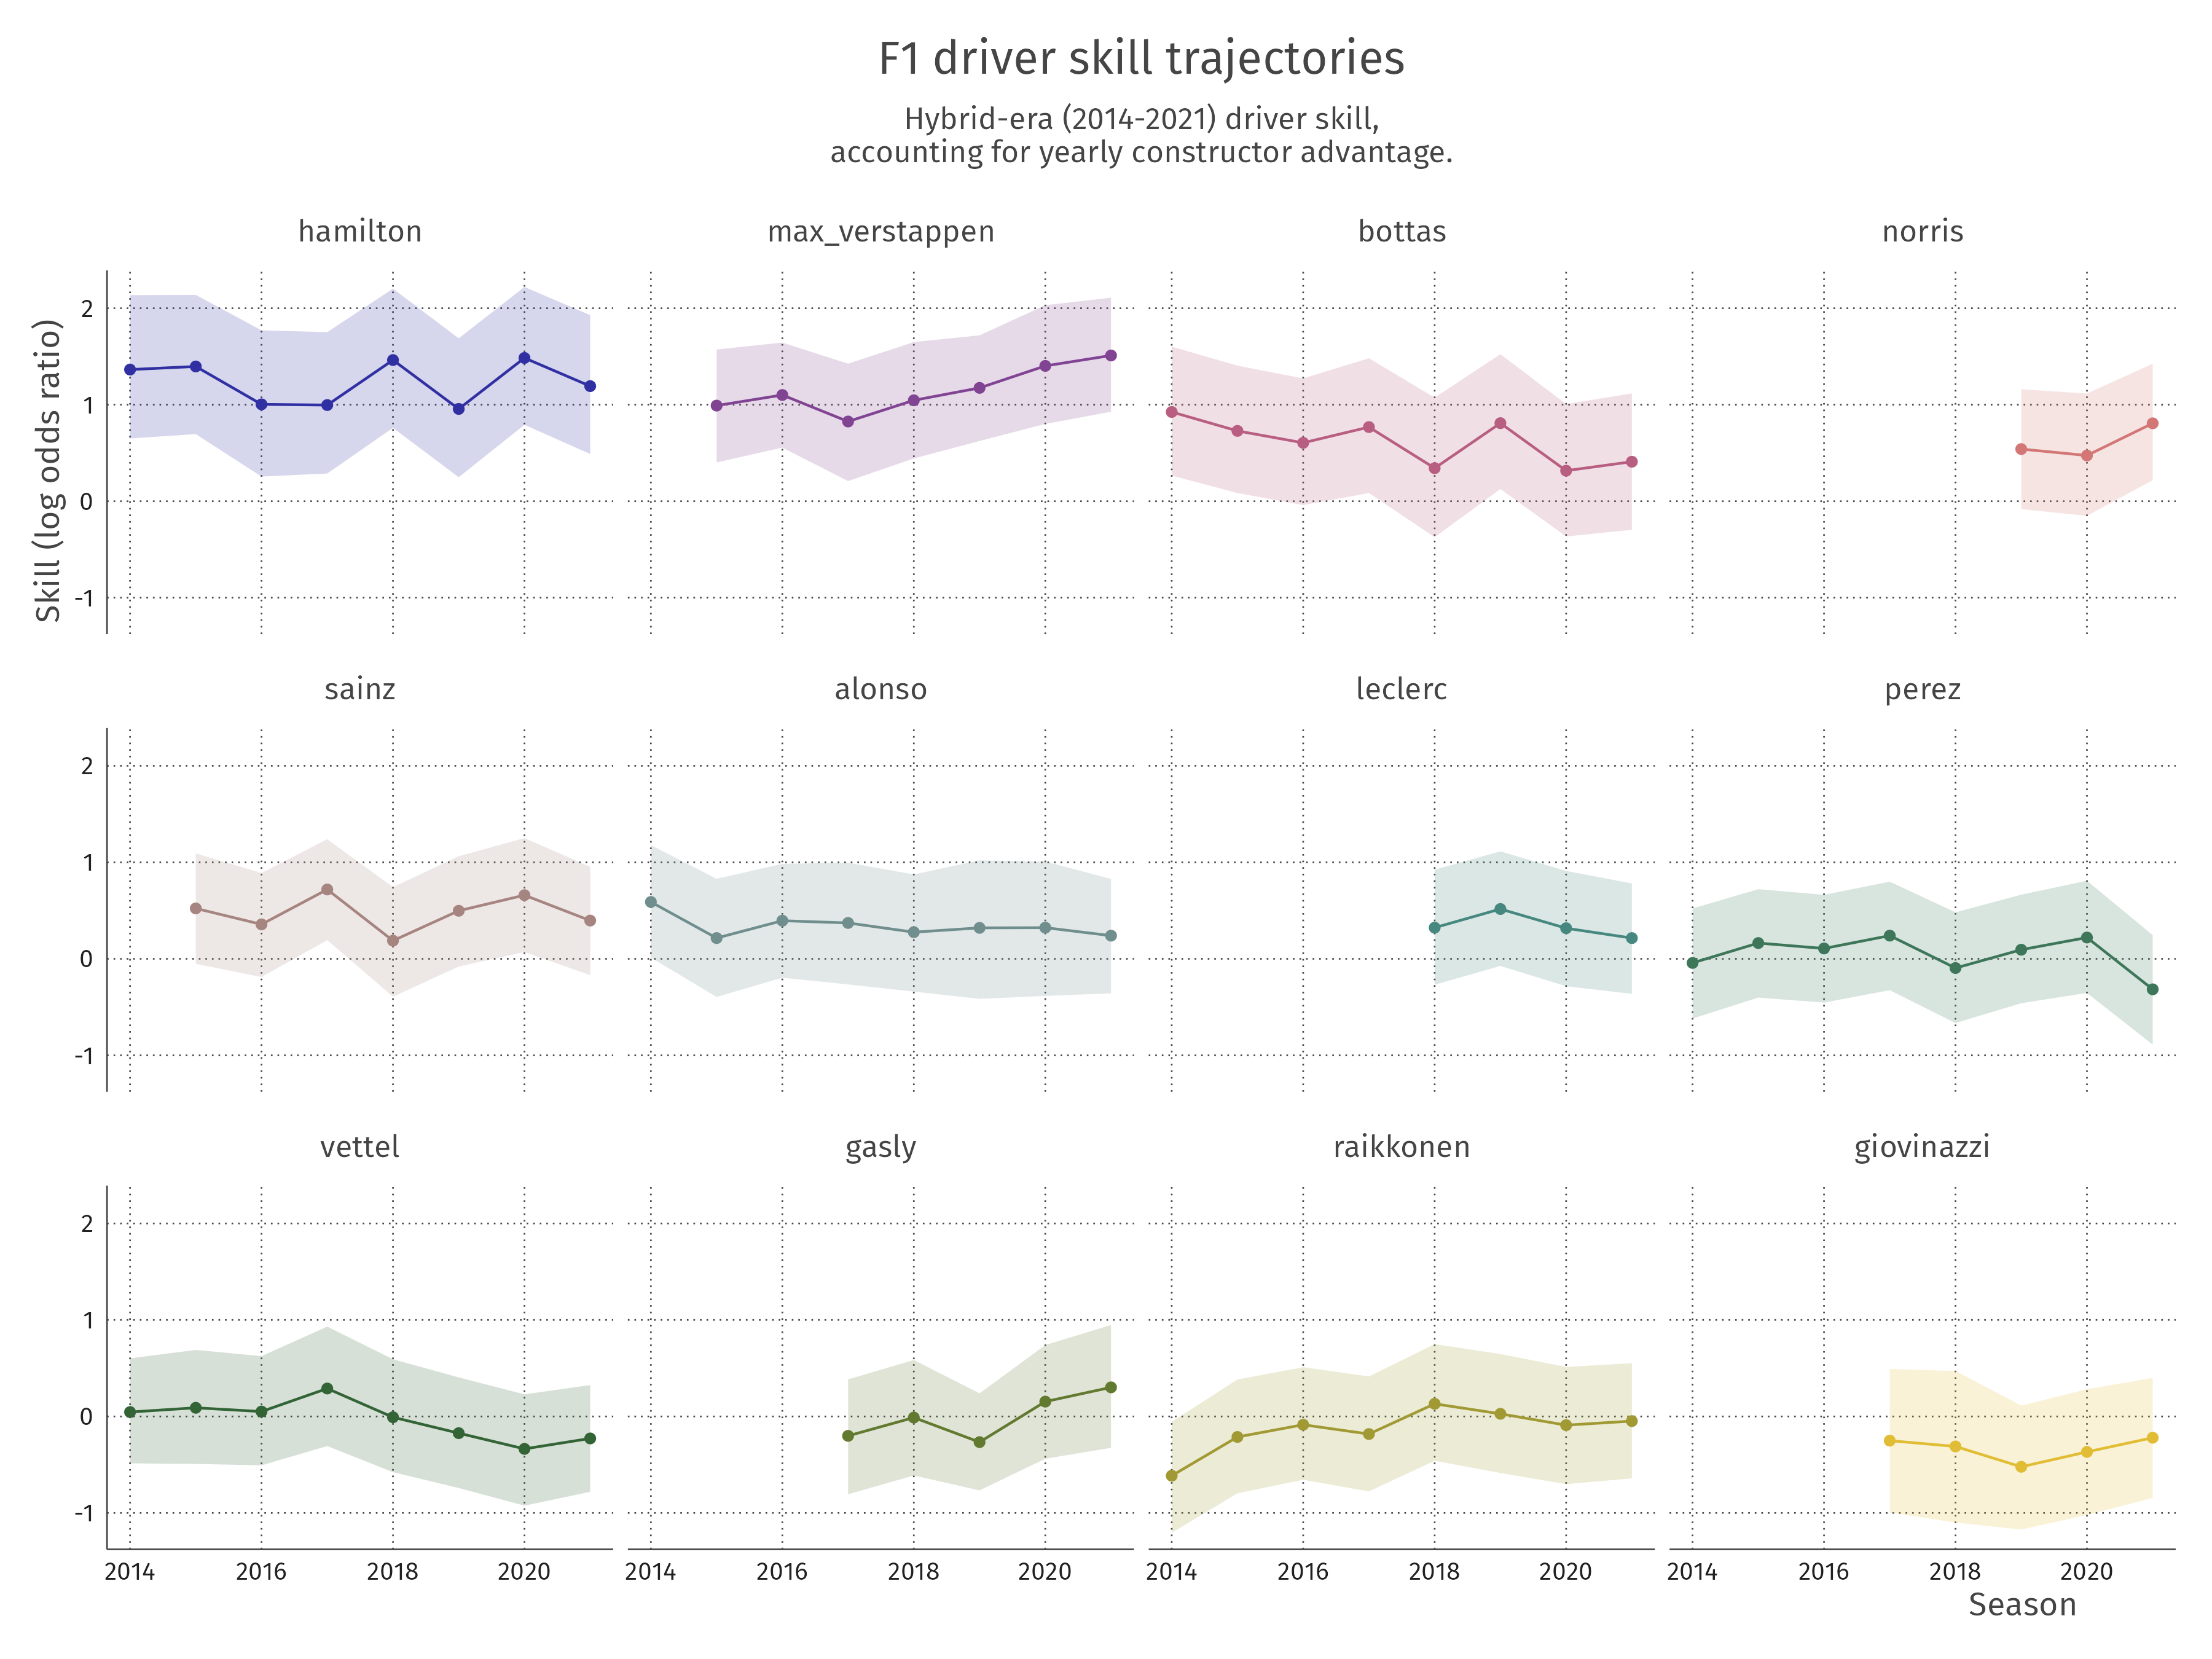 F1 driver skill trajectories
Hybrid-era (2014-2021) driver skill,
accounting for yearly constructor advantage.
hamilton max_verstappen bottas norris
Skill (log odds ratio)
2
1
0
-1
sainz alonso leclerc perez
2
1
0
-1
vettel gasly raikkonen giovinazzi
2
1
0
-1
2014 2016 2018 2020 2014 2016 2018 2020 2014 2016 2018 2020 2014 2016 2018 2020
Season